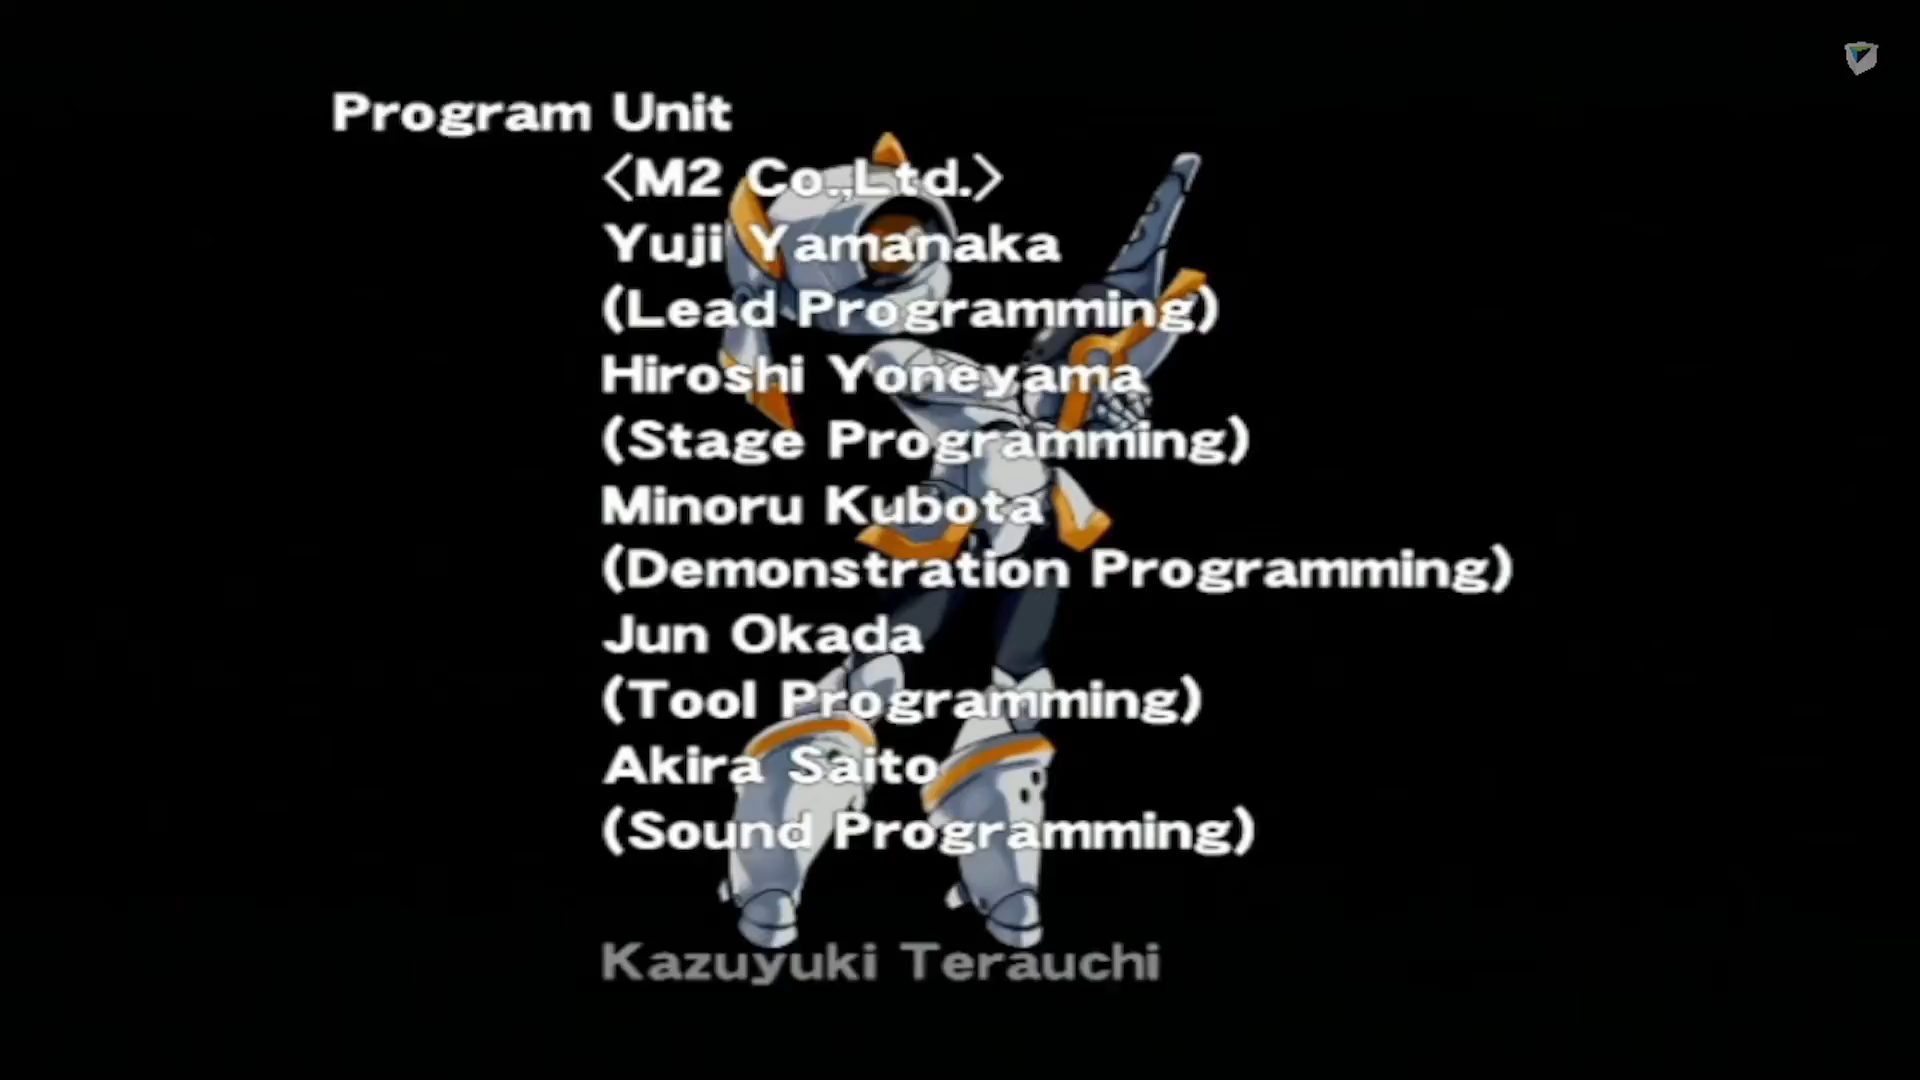 Program Unit
<M2 Co.,Ltd.>
Yuji Yamanaka
(Lead Programming)
Hiroshi Yoneyama
(Stage Programming)
Minoru Kubota
(Demonstration Programming)
Jun Okada
(Tool Programming)
Akira Saito
(Sound Programming)
Kazuyuki Terauchi